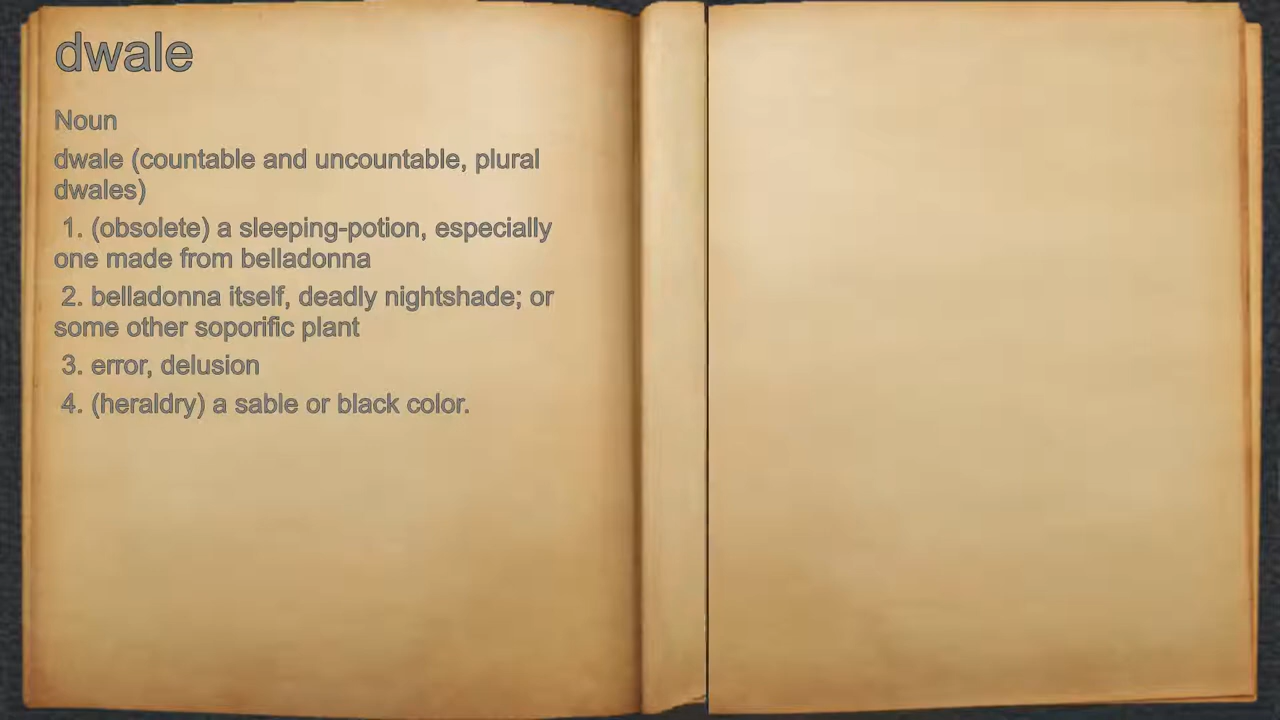 dwale
Noun
dwale (countable and uncountable, plural
dwales)
1. (obsolete) a sleeping-potion, especially
one made from belladonna
2. belladonna itself, deadly nightshade; or
some other soporific plant
3. error, delusion
4. (heraldry) a sable or black color.